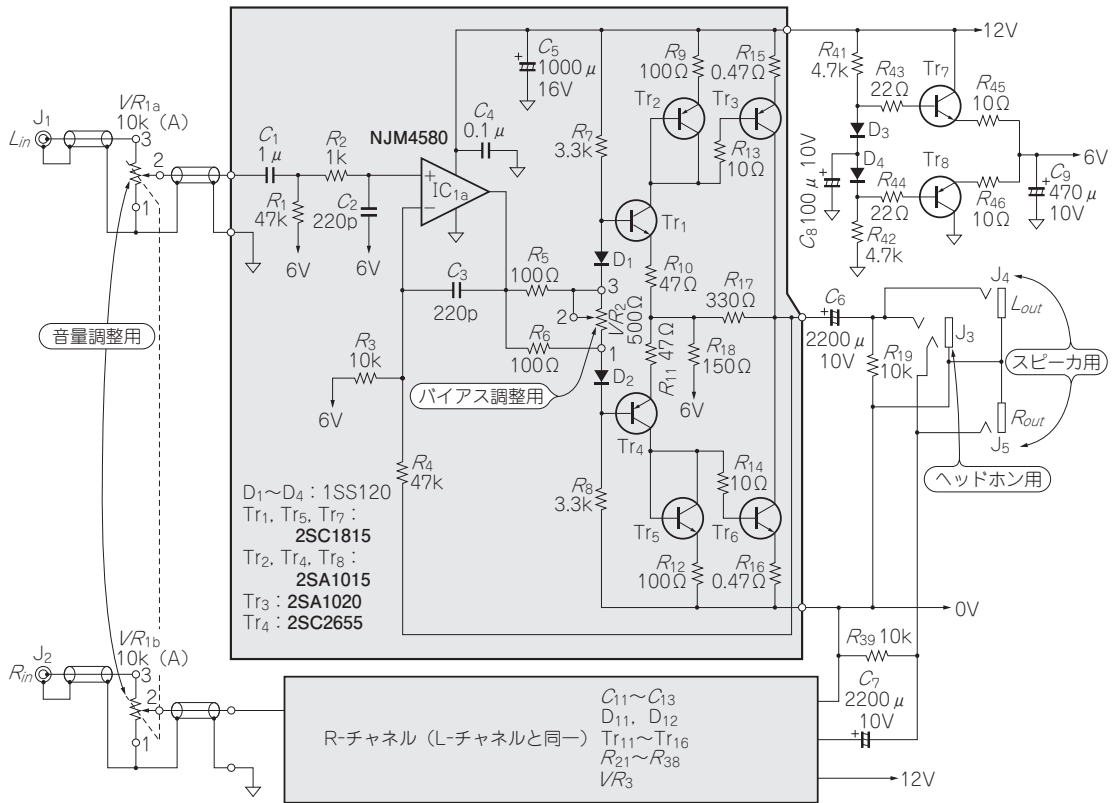 J1
Lin
VR1a
10k (A)
3
2
1
音量調整用
J2
Rin
VR1b
10k (A)
3
2
1
C1
1μ
R1
47k
6V
R2
1k
C2
220p
6V
NJM4580
IC1a
+
−
C5
1000μ
16V
C4
0.1μ
C3
220p
R3
10k
6V
R4
47k
R5
100Ω
R6
100Ω
R7
3.3k
D1
3
2
VR2
500Ω
1
D2
バイアス調整用
R8
3.3k
R9
100Ω
R15
0.47Ω
Tr2
Tr3
R13
10Ω
Tr1
R10
47Ω
R17
330Ω
R11 47Ω
R18
150Ω
6V
Tr4
R14
10Ω
Tr5
Tr6
R12
100Ω
R16
0.47Ω
D1〜D4:1SS120
Tr1, Tr5, Tr7:
2SC1815
Tr2, Tr4, Tr8:
2SA1015
Tr3:2SA1020
Tr4:2SC2655
12V
R41
4.7k
R43
22Ω
Tr7
R45
10Ω
D3
D4
C8 100μ 10V
+
R44
22Ω
Tr8
R46
10Ω
R42
4.7k
6V
+
C9
470μ
10V
C6
+
2200μ
10V
R19
10k
J3
J4
Lout
スピーカ用
Rout
J5
ヘッドホン用
0V
R39 10k
C7
2200μ
10V
+
R-チャネル(L-チャネルと同一)
C11〜C13
D11, D12
Tr11〜Tr16
R21〜R38
VR3
12V